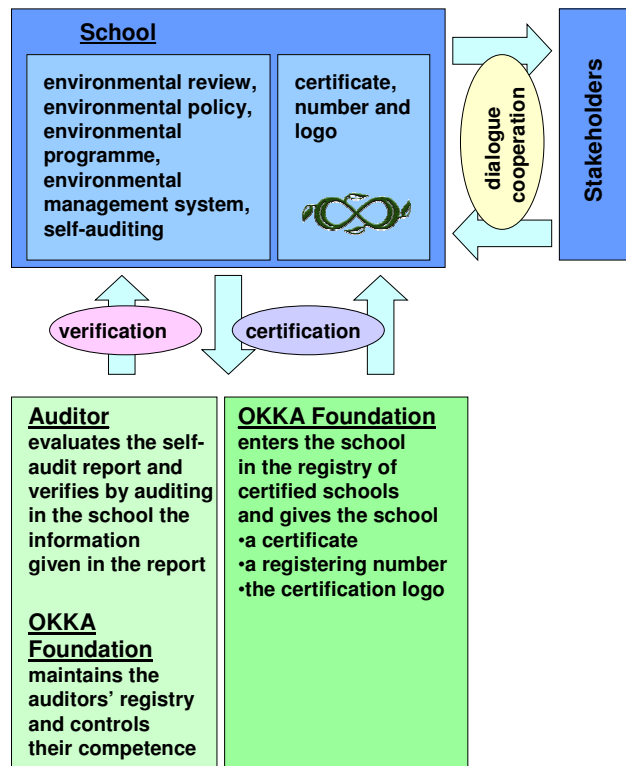 School
environmental review,
environmental policy,
environmental
programme,
environmental
management system,
self-auditing
certificate,
number and
logo
dialogue
cooperation
Stakeholders
verification
certification
Auditor
evaluates the self-
audit report and
verifies by auditing
in the school the
information
given in the report
OKKA
Foundation
maintains the
auditors’ registry
and controls
their competence
OKKA Foundation
enters the school
in the registry of
certified schools
and gives the school
•a certificate
•a registering number
•the certification logo